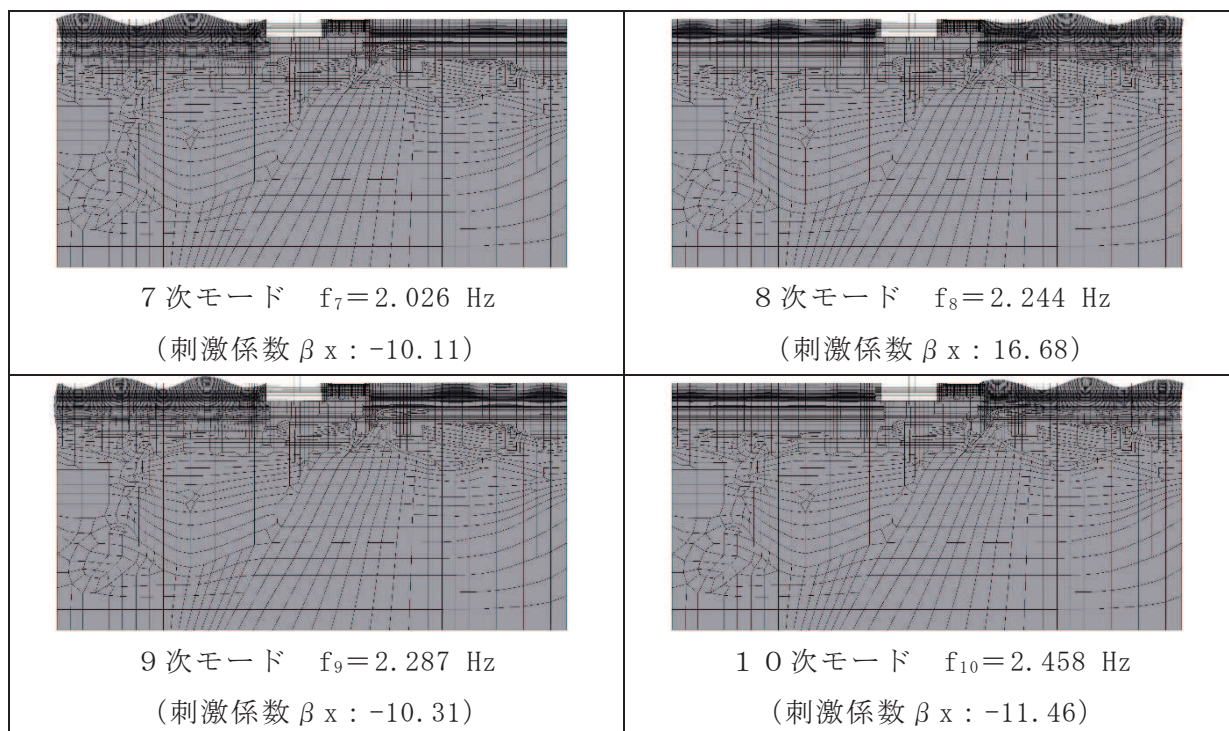 7次モード f₇＝2.026 Hz
(刺激係数βx：-10.11)
8次モード f₈＝2.244 Hz
(刺激係数βx：16.68)
9次モード f₉＝2.287 Hz
(刺激係数βx：-10.31)
10次モード f₁₀＝2.458 Hz
(刺激係数βx：-11.46)